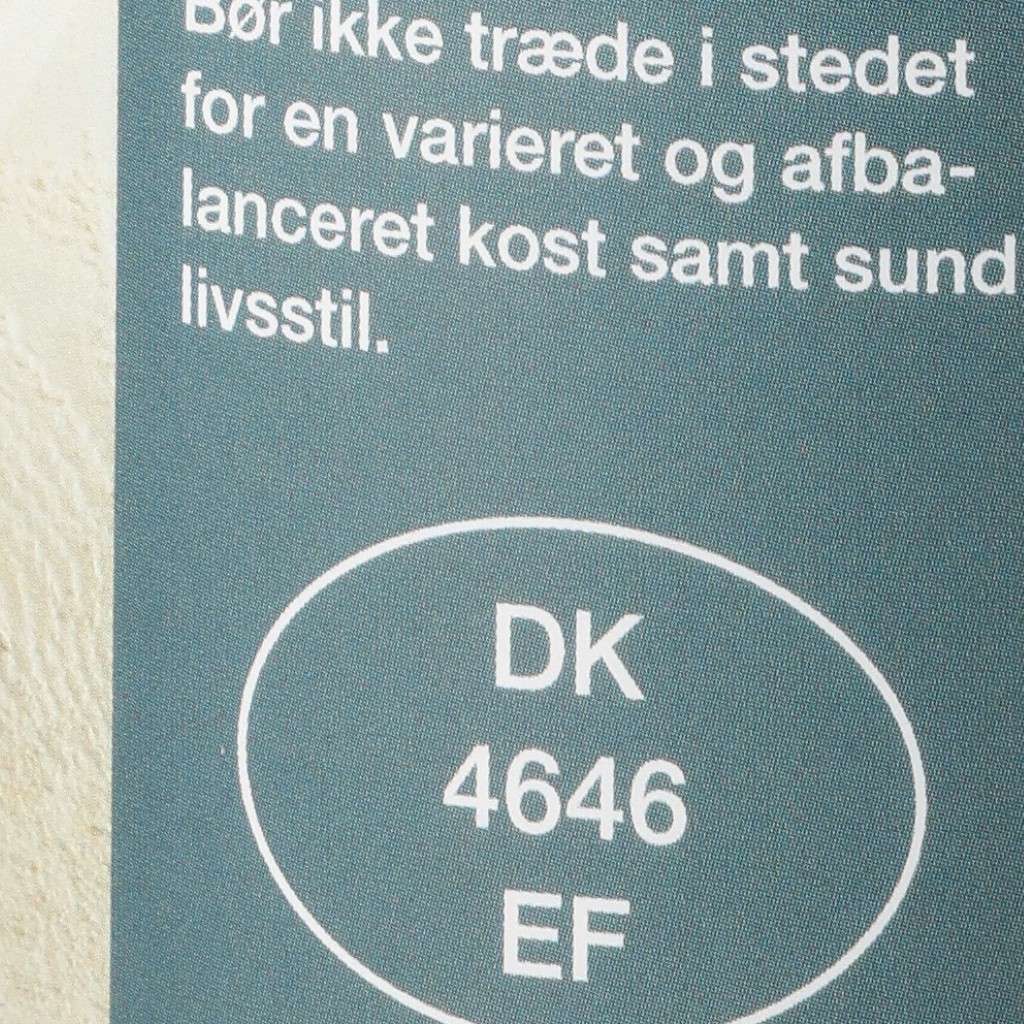 Bør ikke træde i stedet
for en varieret og afba-
lanceret kost samt sund
livsstil.
DK
4646
EF